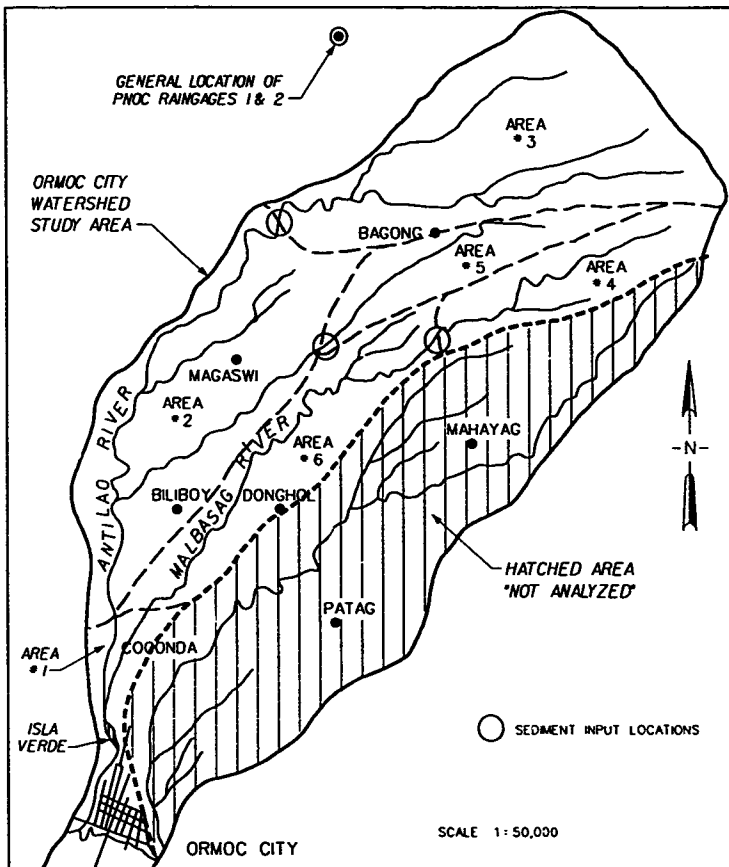 GENERAL LOCATION OF
PNOC RAINGAGES 1 & 2
AREA
* 3
ORMOC CITY
WATERSHED
STUDY AREA
BAGONG
AREA
* 5
AREA
* 4
MAGASWI
AREA
* 2
ANTILAO RIVER
MALBASAG RIVER
AREA
* 6
MAHAYAG
-N-
BILIBOY
DONGHOL
HATCHED AREA
"NOT ANALYZED"
PATAG
COGONDA
AREA
* 1
ISLA
VERDE
SEDIMENT INPUT LOCATIONS
ORMOC CITY
SCALE 1 : 50,000